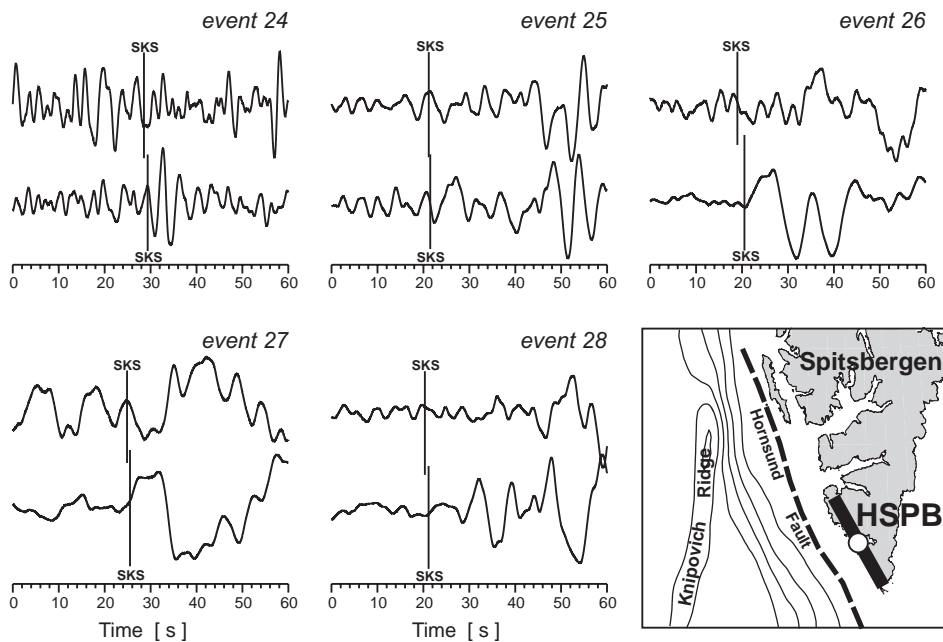 event 24
SKS
SKS
0 10 20 30 40 50 60
event 25
SKS
SKS
0 10 20 30 40 50 60
event 26
SKS
SKS
0 10 20 30 40 50 60
event 27
SKS
SKS
0 10 20 30 40 50 60
Time [ s ]
event 28
SKS
SKS
0 10 20 30 40 50 60
Time [ s ]
Spitsbergen
Hornsund
Fault
Knipovich
Ridge
HSPB